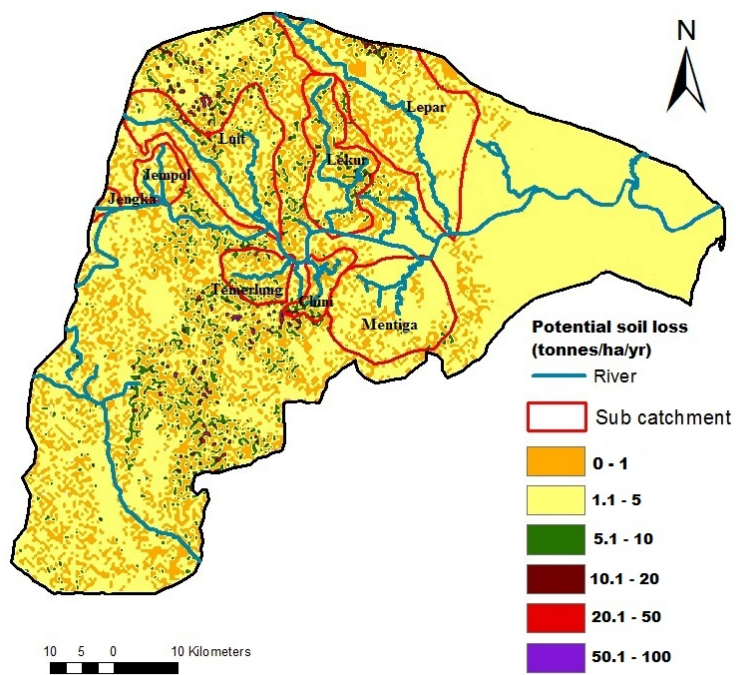 N
Lepar
Luit
Lekur
Jempol
Jengka
Temerlung
Chini
Mentiga
Potential soil loss
(tonnes/ha/yr)
River
Sub catchment
0 - 1
1.1 - 5
5.1 - 10
10.1 - 20
20.1 - 50
50.1 - 100
10 5 0 10 Kilometers